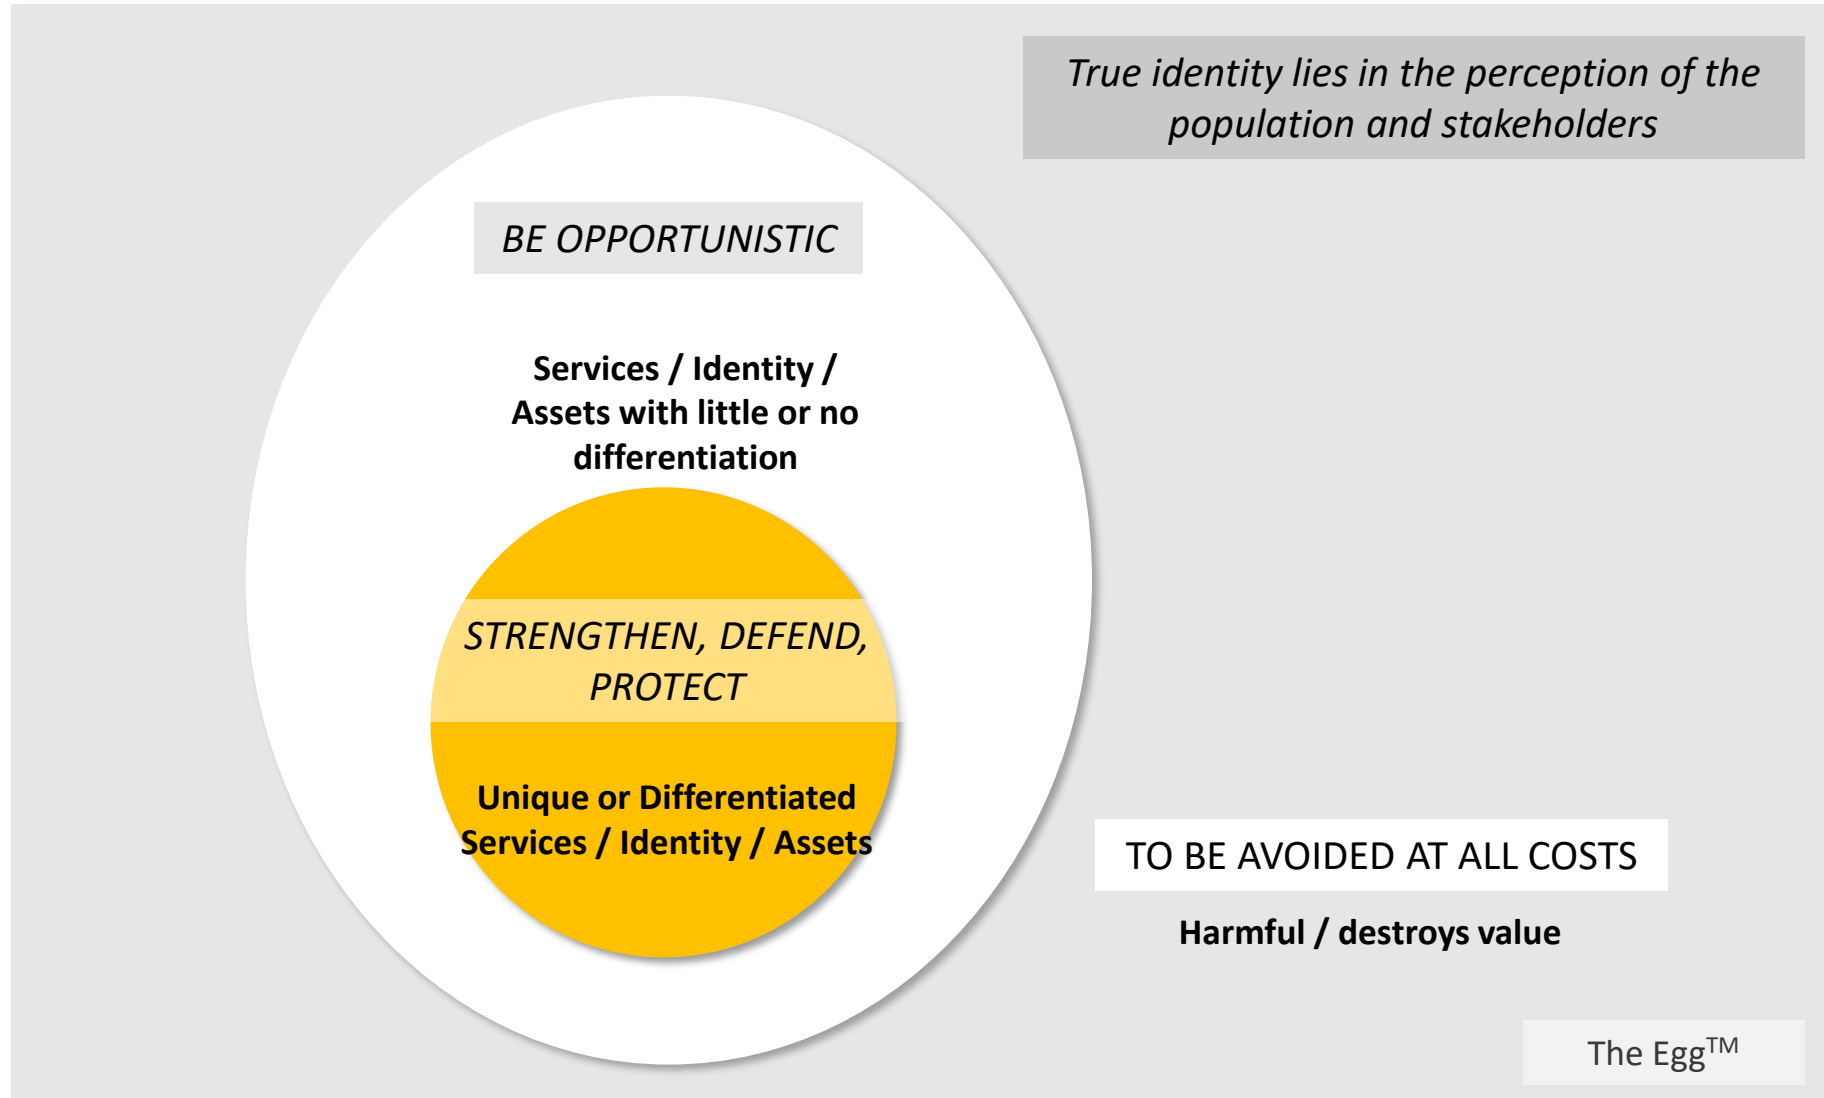 True identity lies in the perception of the
population and stakeholders
BE OPPORTUNISTIC
Services / Identity /
Assets with little or no
differentiation
STRENGTHEN, DEFEND,
PROTECT
Unique or Differentiated
Services / Identity / Assets
TO BE AVOIDED AT ALL COSTS
Harmful / destroys value
The Egg™